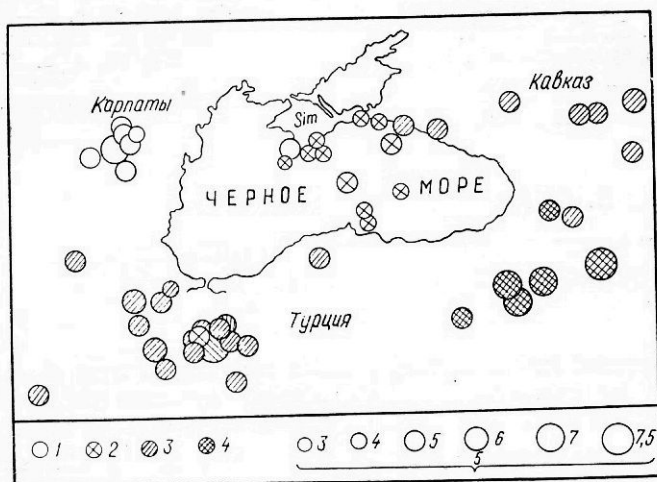 Карпаты
Кавказ
Sim
ЧЕРНОЕ МОРЕ
Турция
1 2 3 4 3 4 5 6 7 7,5
5